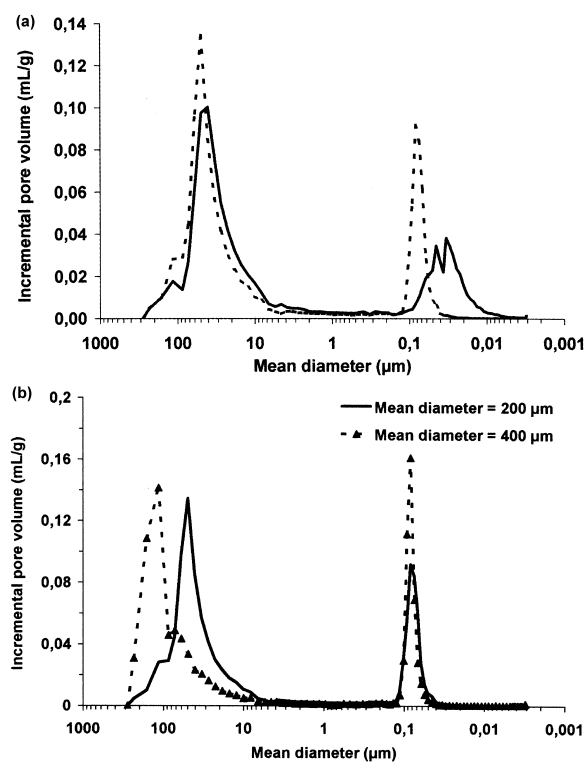 (a)
Incremental pore volume (mL/g)
0,14
0,12
0,10
0,08
0,06
0,04
0,02
0,00
1000 100 10 1 0,1 0,01 0,001
Mean diameter (µm)
(b)
Incremental pore volume (mL/g)
0,2
0,16
0,12
0,08
0,04
0
Mean diameter = 200 µm
Mean diameter = 400 µm
1000 100 10 1 0,1 0,01 0,001
Mean diameter (µm)